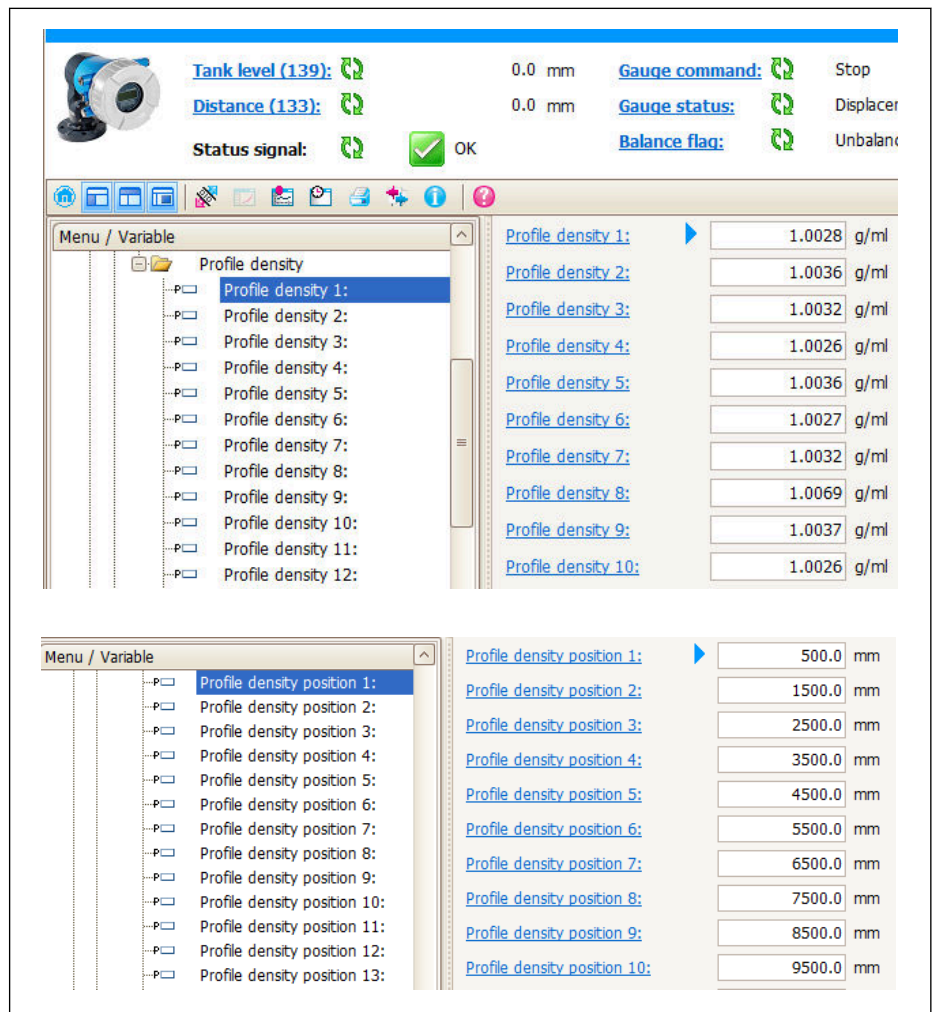 Tank level (139): 0.0 mm Gauge command: Stop
Distance (133): 0.0 mm Gauge status: Displacer
Status signal: OK Balance flag: Unbalanc
Menu / Variable
Profile density
Profile density 1:
Profile density 2:
Profile density 3:
Profile density 4:
Profile density 5:
Profile density 6:
Profile density 7:
Profile density 8:
Profile density 9:
Profile density 10:
Profile density 11:
Profile density 12:
Profile density 1: 1.0028 g/ml
Profile density 2: 1.0036 g/ml
Profile density 3: 1.0032 g/ml
Profile density 4: 1.0026 g/ml
Profile density 5: 1.0036 g/ml
Profile density 6: 1.0027 g/ml
Profile density 7: 1.0032 g/ml
Profile density 8: 1.0069 g/ml
Profile density 9: 1.0037 g/ml
Profile density 10: 1.0026 g/ml
Menu / Variable
Profile density position 1:
Profile density position 2:
Profile density position 3:
Profile density position 4:
Profile density position 5:
Profile density position 6:
Profile density position 7:
Profile density position 8:
Profile density position 9:
Profile density position 10:
Profile density position 11:
Profile density position 12:
Profile density position 13:
Profile density position 1: 500.0 mm
Profile density position 2: 1500.0 mm
Profile density position 3: 2500.0 mm
Profile density position 4: 3500.0 mm
Profile density position 5: 4500.0 mm
Profile density position 6: 5500.0 mm
Profile density position 7: 6500.0 mm
Profile density position 8: 7500.0 mm
Profile density position 9: 8500.0 mm
Profile density position 10: 9500.0 mm